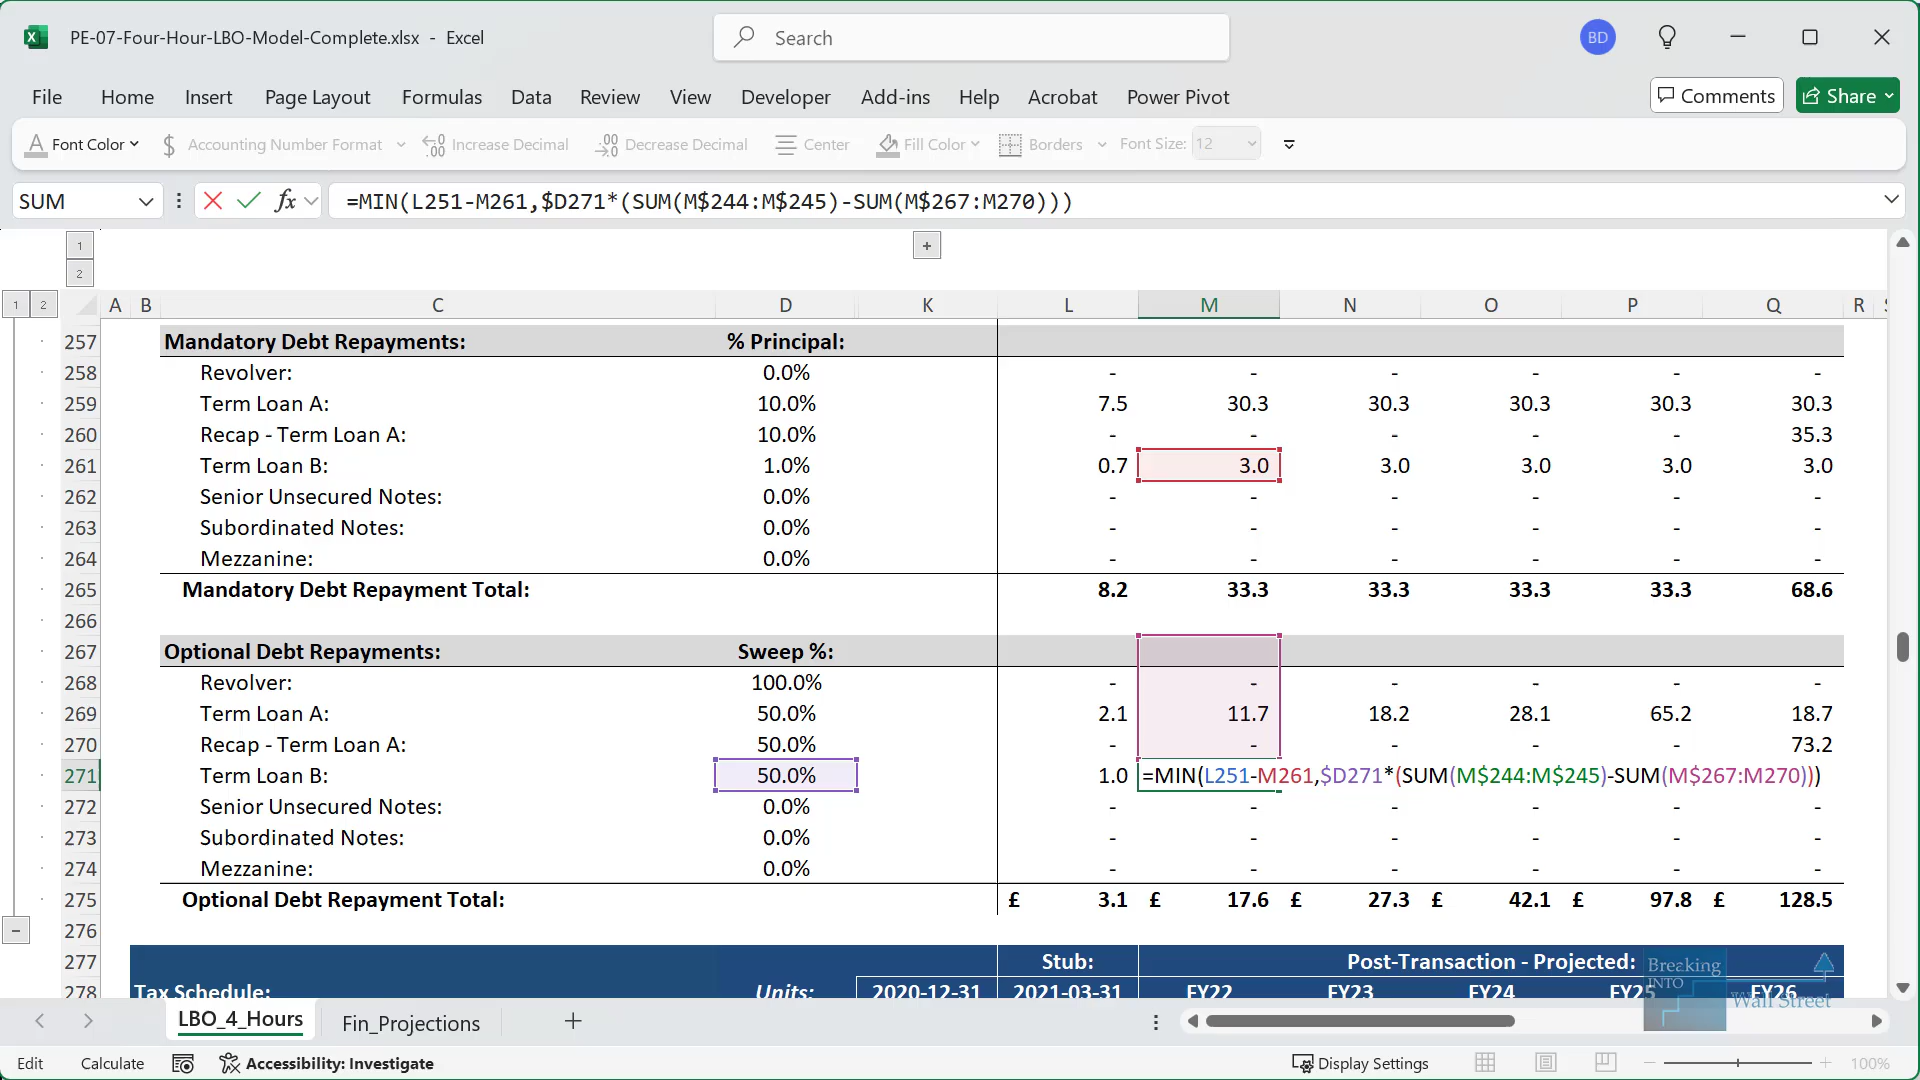 PE-07-Four-Hour-LBO-Model-Complete.xlsx - Excel
Search
BD
File Home Insert Page Layout Formulas Data Review View Developer Add-ins Help Acrobat Power Pivot Comments Share
Font Color $ Accounting Number Format Increase Decimal Decrease Decimal Center Fill Color Borders Font Size: 12
SUM fx =MIN(L251-M261,$D271*(SUM(M$244:M$245)-SUM(M$267:M270)))
1 +
2
1 2 A B C D K L M N O P Q R
257 Mandatory Debt Repayments: % Principal:
258 Revolver: 0.0% - - - - - -
259 Term Loan A: 10.0% 7.5 30.3 30.3 30.3 30.3 30.3
260 Recap - Term Loan A: 10.0% - - - - - 35.3
261 Term Loan B: 1.0% 0.7 3.0 3.0 3.0 3.0 3.0
262 Senior Unsecured Notes: 0.0% - - - - - -
263 Subordinated Notes: 0.0% - - - - - -
264 Mezzanine: 0.0% - - - - - -
265 Mandatory Debt Repayment Total: 8.2 33.3 33.3 33.3 33.3 68.6
266
267 Optional Debt Repayments: Sweep %:
268 Revolver: 100.0% - - - - - -
269 Term Loan A: 50.0% 2.1 11.7 18.2 28.1 65.2 18.7
270 Recap - Term Loan A: 50.0% - - - - - 73.2
271 Term Loan B: 50.0% 1.0 =MIN(L251-M261,$D271*(SUM(M$244:M$245)-SUM(M$267:M270)))
272 Senior Unsecured Notes: 0.0% - - - - - -
273 Subordinated Notes: 0.0% - - - - - -
274 Mezzanine: 0.0% - - - - - -
275 Optional Debt Repayment Total: £ 3.1 £ 17.6 £ 27.3 £ 42.1 £ 97.8 £ 128.5
276
277 Stub: Post-Transaction - Projected:
278 Tax Schedule: Units: 2020-12-31 2021-03-31 FY22 FY23 FY24 FY25 FY26
Breaking
INTO
Wall Street
LBO_4_Hours Fin_Projections
Edit Calculate Accessibility: Investigate Display Settings 100%